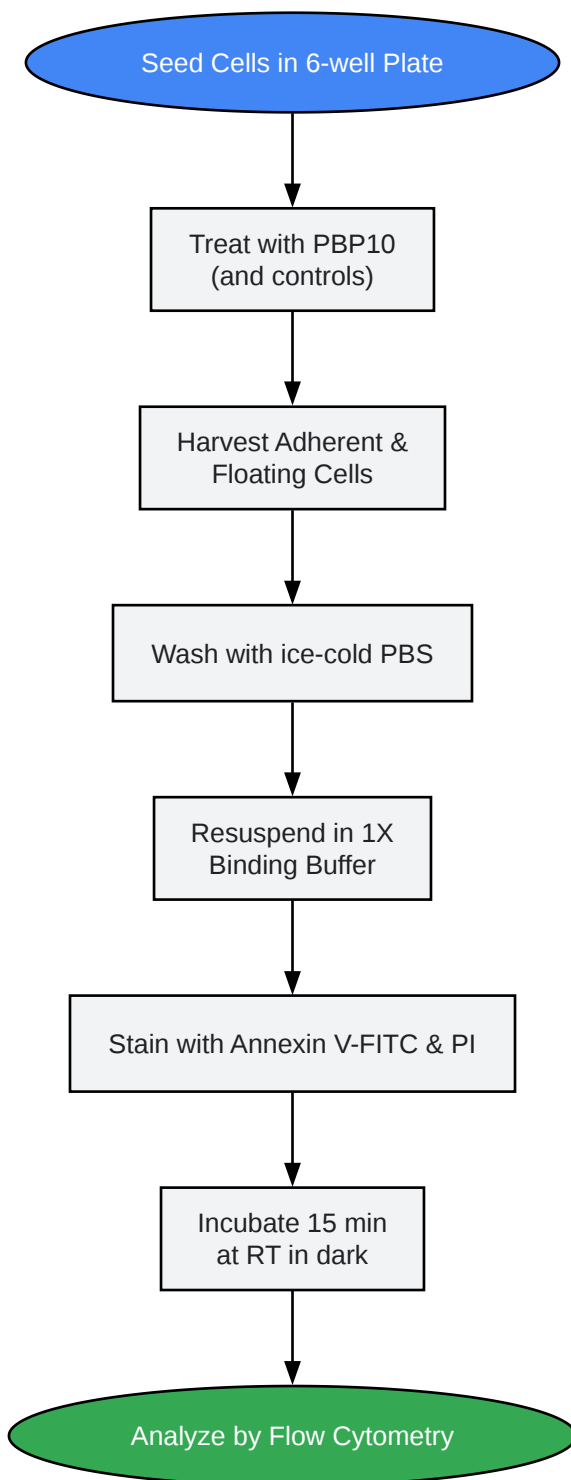 Seed Cells in 6-well Plate
Treat with PBP10
(and controls)
Harvest Adherent &
Floating Cells
Wash with ice-cold PBS
Resuspend in 1X
Binding Buffer
Stain with Annexin V-FITC & PI
Incubate 15 min
at RT in dark
Analyze by Flow Cytometry